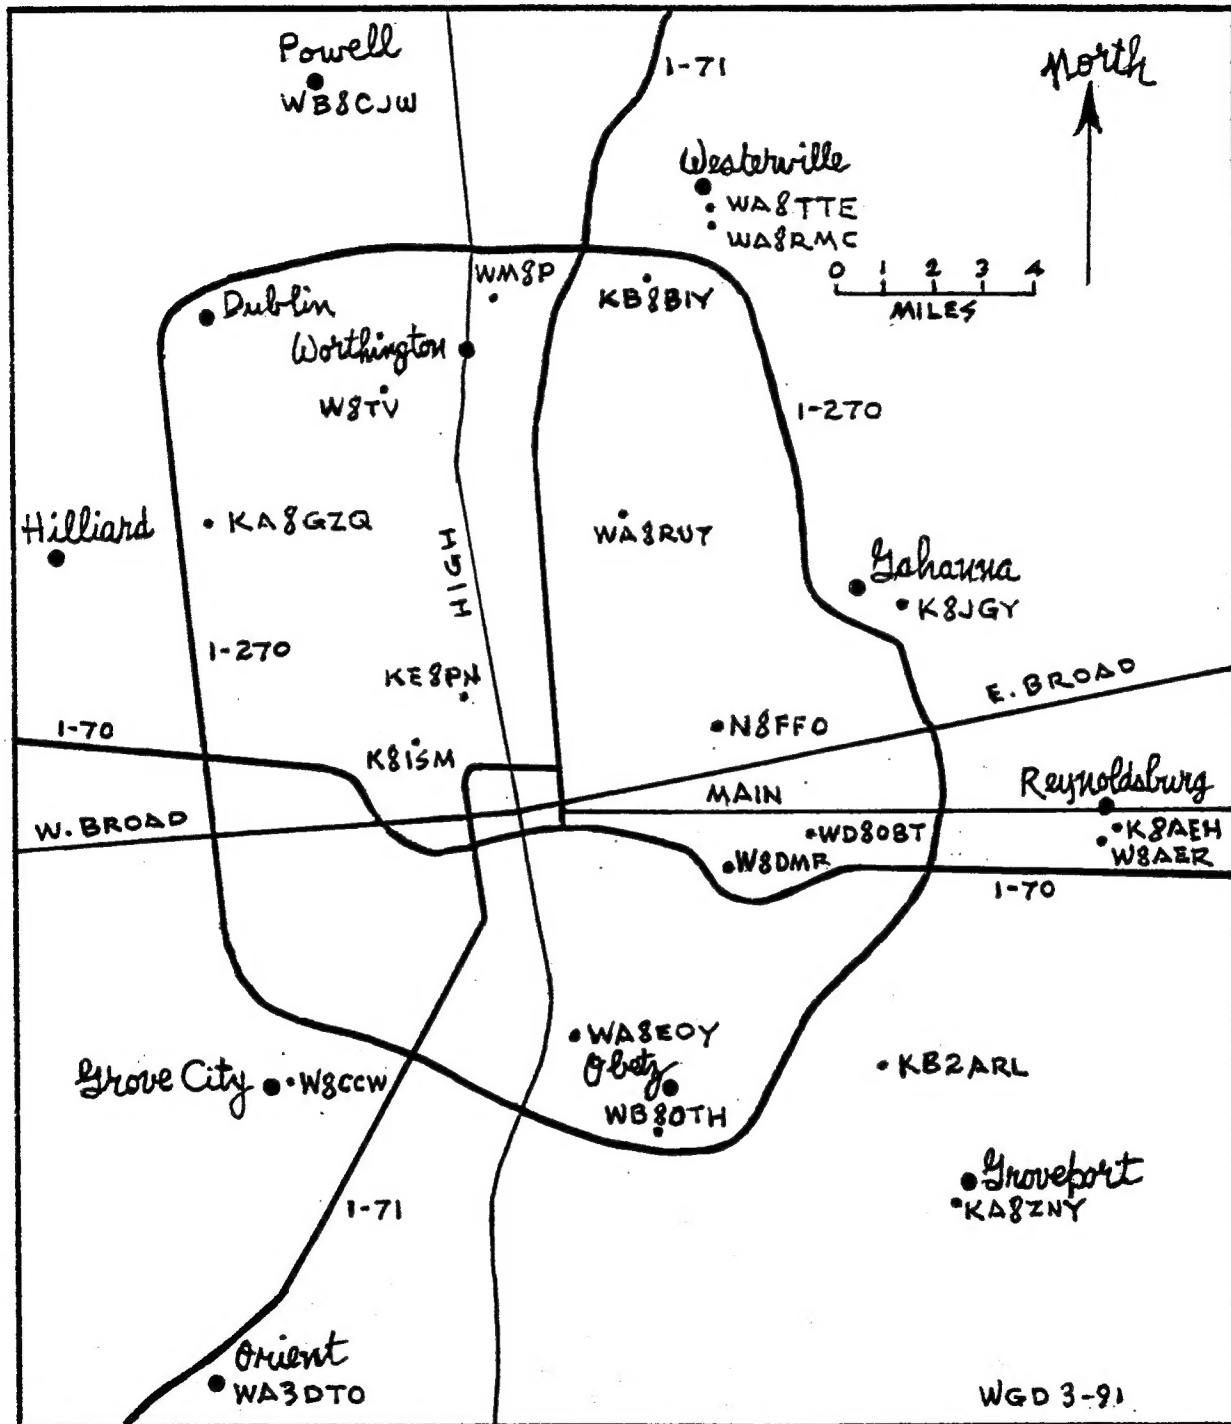 Powell
WB8CJW
I-71
North
Westerville
WA8TTE
WA8RMC
WM8P
KB8BIY
0 1 2 3 4
MILES
Dublin
Worthington
W8TV
I-270
Hilliard
KA8GZQ
HIGH
WA8RUT
Gahanna
K8JGY
I-270
KE8PN
E. BROAD
I-70
K8ISM
N8FFO
MAIN
Reynoldsburg
W. BROAD
WD8OBT
K8AEH
W8AER
W8DMR
I-70
WA8EOY
Obetz
KB2ARL
Grove City
W8CCW
WB8OTH
Groveport
KA8ZNY
I-71
Orient
WA3DTO
WGD 3-91